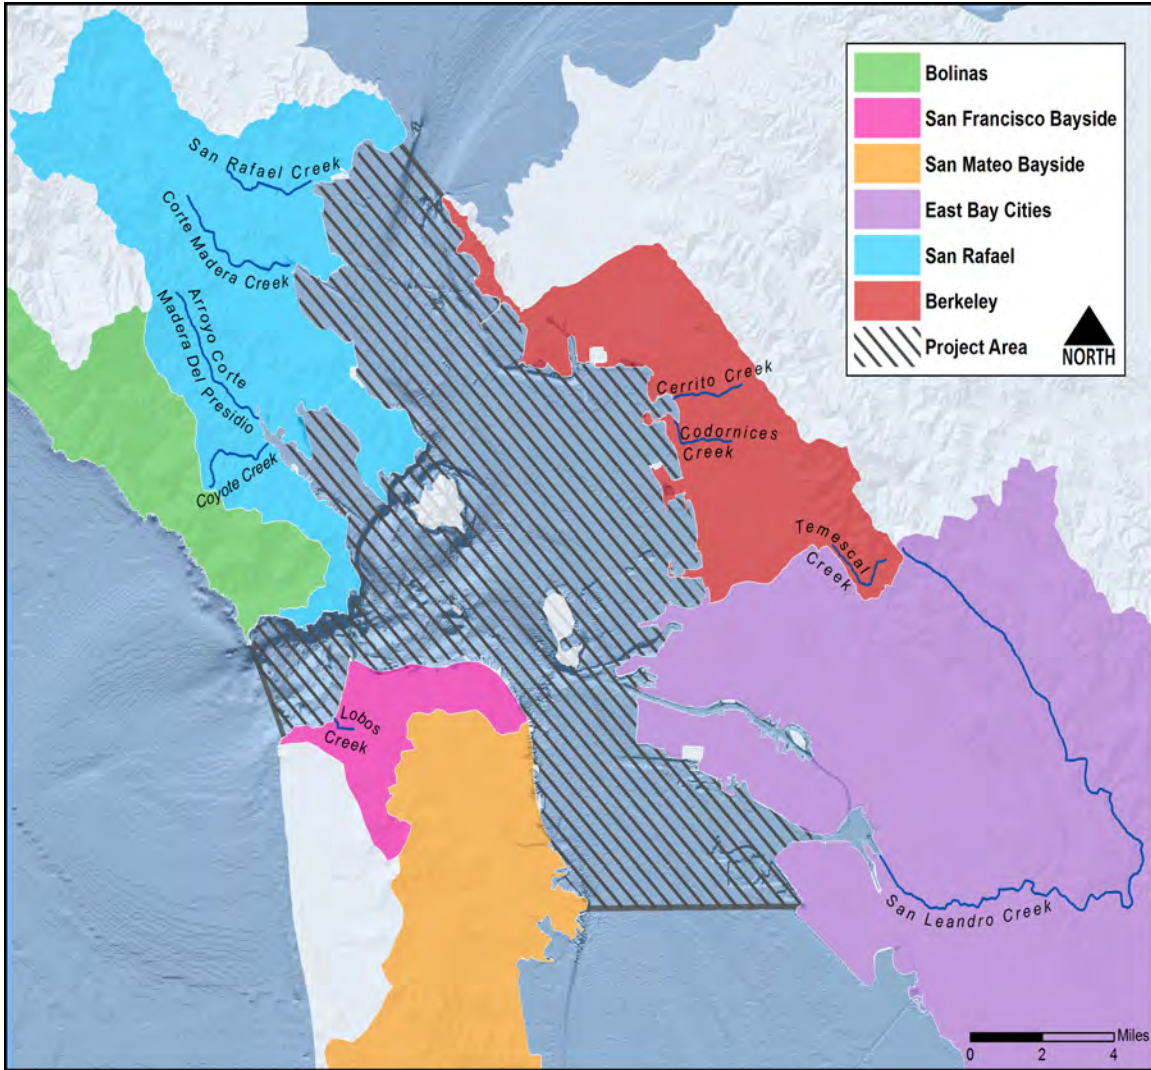 Bolinas
San Francisco Bayside
San Mateo Bayside
East Bay Cities
San Rafael
Berkeley
Project Area
NORTH
San Rafael Creek
Corte Madera Creek
Arroyo Corte
Madera Del Presidio
Coyote Creek
Cerrito Creek
Codornices
Creek
Temescal
Creek
Lobos
Creek
San Leandro Creek
Miles
0 2 4